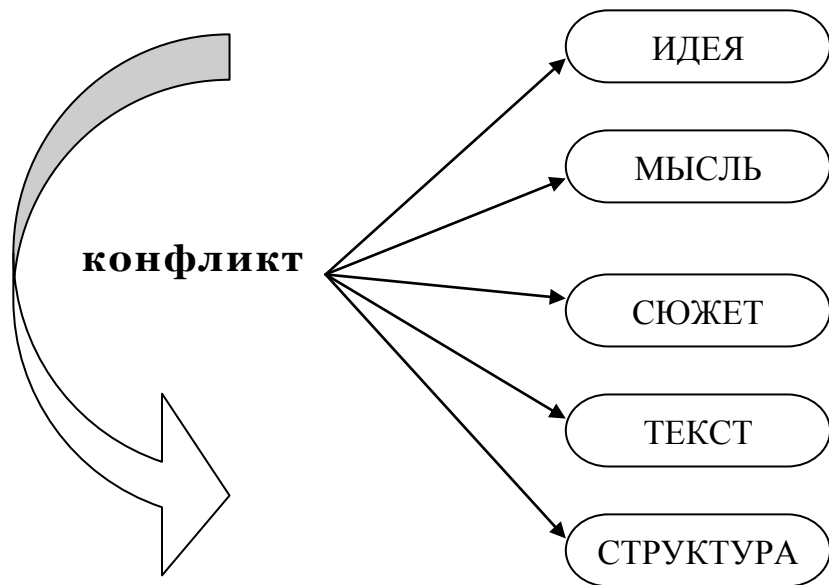 ИДЕЯ
МЫСЛЬ
конфликт
СЮЖЕТ
ТЕКСТ
СТРУКТУРА